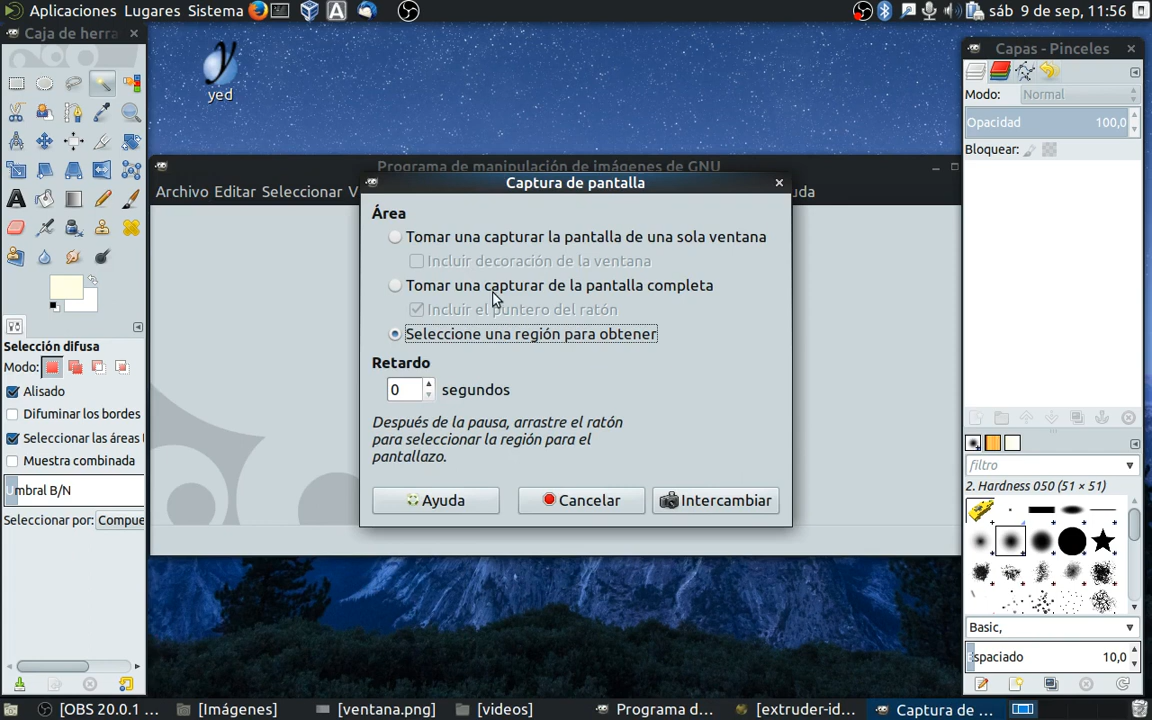 Aplicaciones Lugares Sistema
sáb 9 de sep, 11:56
Caja de herra
yed
Capas - Pinceles
Modo: Normal
Opacidad 100,0
Bloquear:
Programa de manipulación de imágenes de GNU
Archivo Editar Seleccionar V uda
Captura de pantalla
Área
Tomar una capturar la pantalla de una sola ventana
Incluir decoración de la ventana
Tomar una capturar de la pantalla completa
Incluir el puntero del ratón
Seleccione una región para obtener
Retardo
0 segundos
Después de la pausa, arrastre el ratón
para seleccionar la región para el
pantallazo.
Ayuda
Cancelar
Intercambiar
Selección difusa
Modo:
Alisado
Difuminar los bordes
Seleccionar las áreas
Muestra combinada
Umbral B/N
Seleccionar por: Compue
filtro
2. Hardness 050 (51 × 51)
Basic,
Espaciado 10,0
[OBS 20.0.1 ...
[Imágenes]
[ventana.png]
[videos]
Programa d...
[extruder-id...
Captura de ...